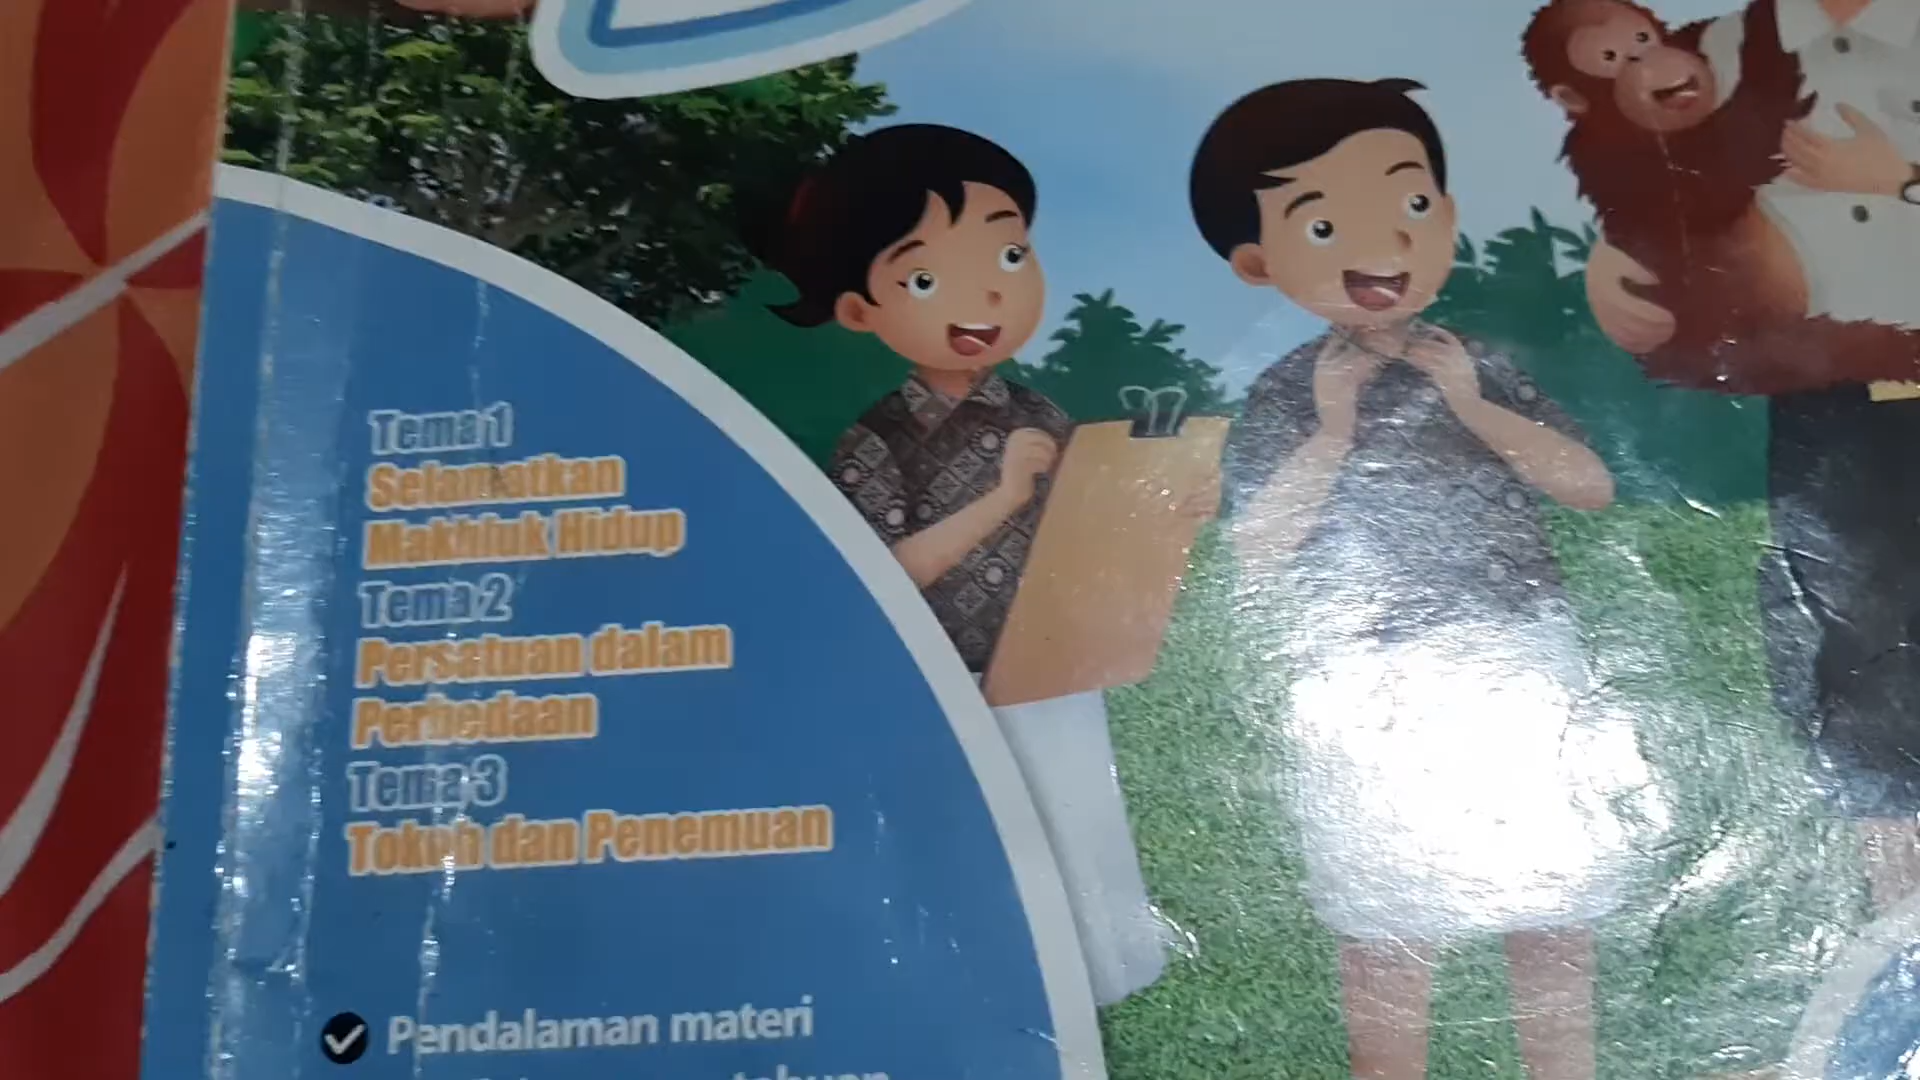 Tema 1
Selamatkan
Makhluk Hidup
Tema 2
Persatuan dalam
Perbedaan
Tema 3
Tokoh dan Penemuan
Pendalaman materi